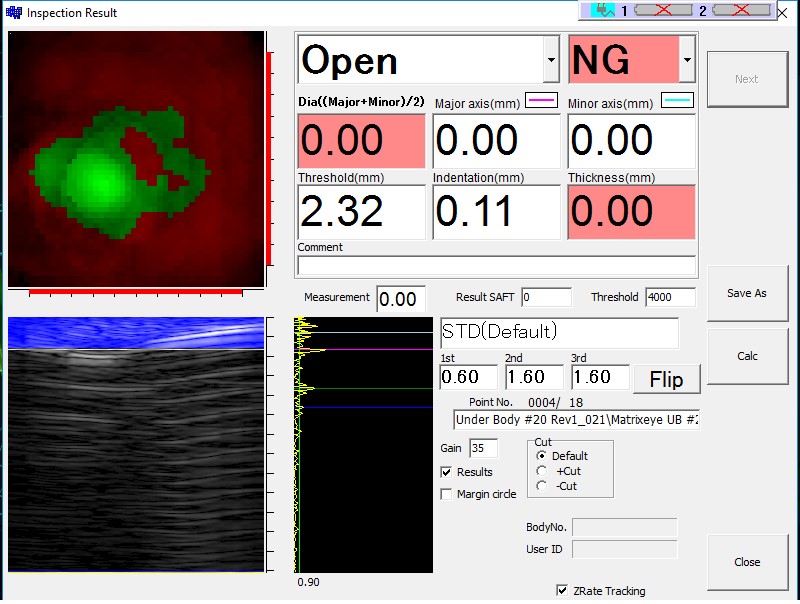 Inspection Result
1 2
Open NG
Next
Dia((Major+Minor)/2) Major axis(mm) Minor axis(mm)
0.00 0.00 0.00
Threshold(mm) Indentation(mm) Thickness(mm)
2.32 0.11 0.00
Comment
Measurement 0.00 Result SAFT 0 Threshold 4000
Save As
STD(Default)
Calc
1st 2nd 3rd
0.60 1.60 1.60 Flip
Point No. 0004/ 18
Under Body #20 Rev1_021\Matrixeye UB #2
Gain 35
Cut
Default
+Cut
-Cut
Results
Margin circle
BodyNo.
User ID
Close
0.90
ZRate Tracking